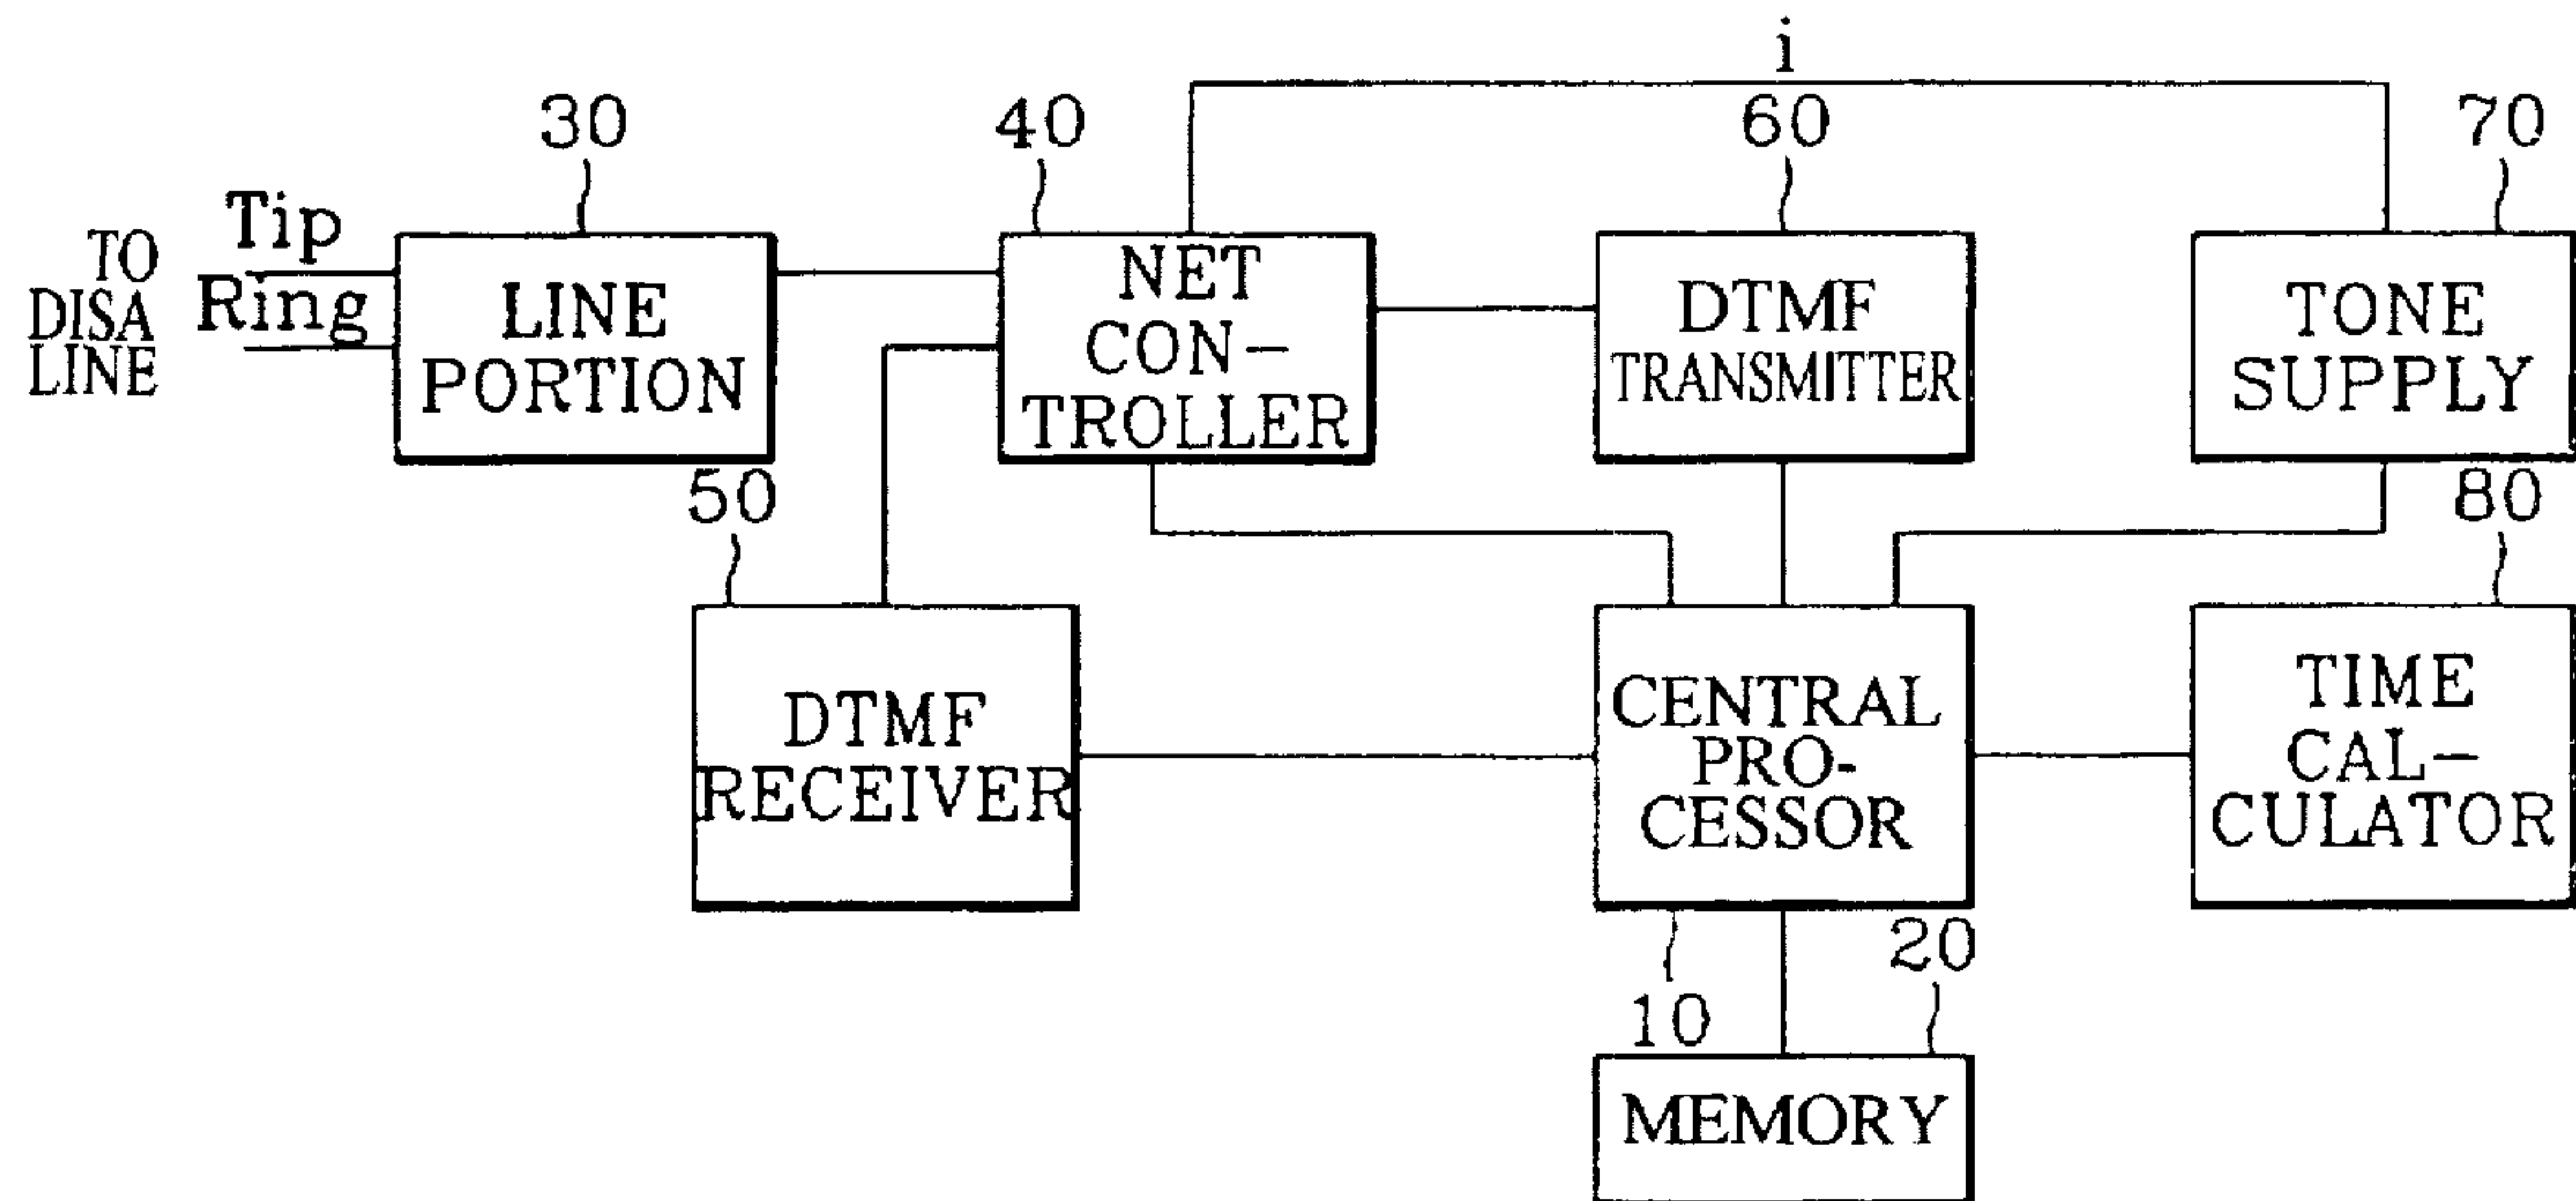 i
30
40
60
70
TO
DISA
LINE
Tip
Ring
LINE
PORTION
NET
CON-
TROLLER
DTMF
TRANSMITTER
TONE
SUPPLY
50
80
DTMF
RECEIVER
CENTRAL
PRO-
CESSOR
TIME
CAL-
CULATOR
10
20
MEMORY